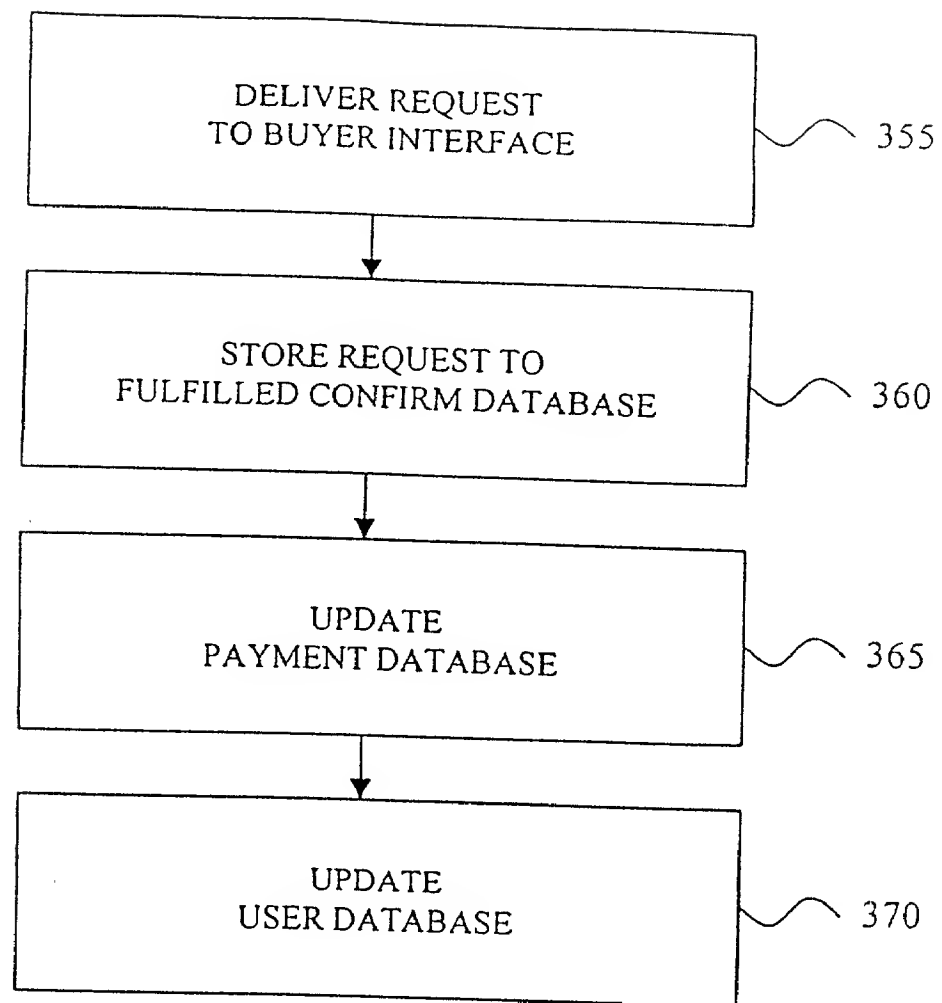 DELIVER REQUEST
TO BUYER INTERFACE
355
STORE REQUEST TO
FULFILLED CONFIRM DATABASE
360
UPDATE
PAYMENT DATABASE
365
UPDATE
USER DATABASE
370